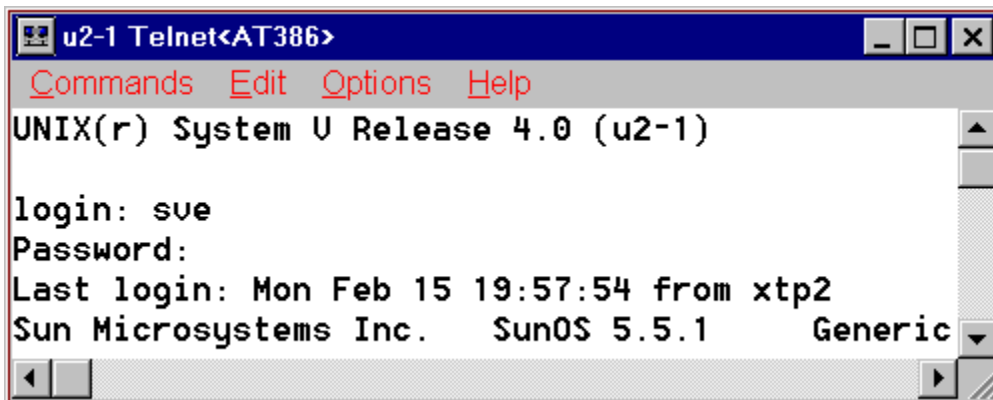 u2-1 Telnet<AT386>
Commands Edit Options Help
UNIX(r) System V Release 4.0 (u2-1)
login: sve
Password:
Last login: Mon Feb 15 19:57:54 from xtp2
Sun Microsystems Inc. SunOS 5.5.1 Generic